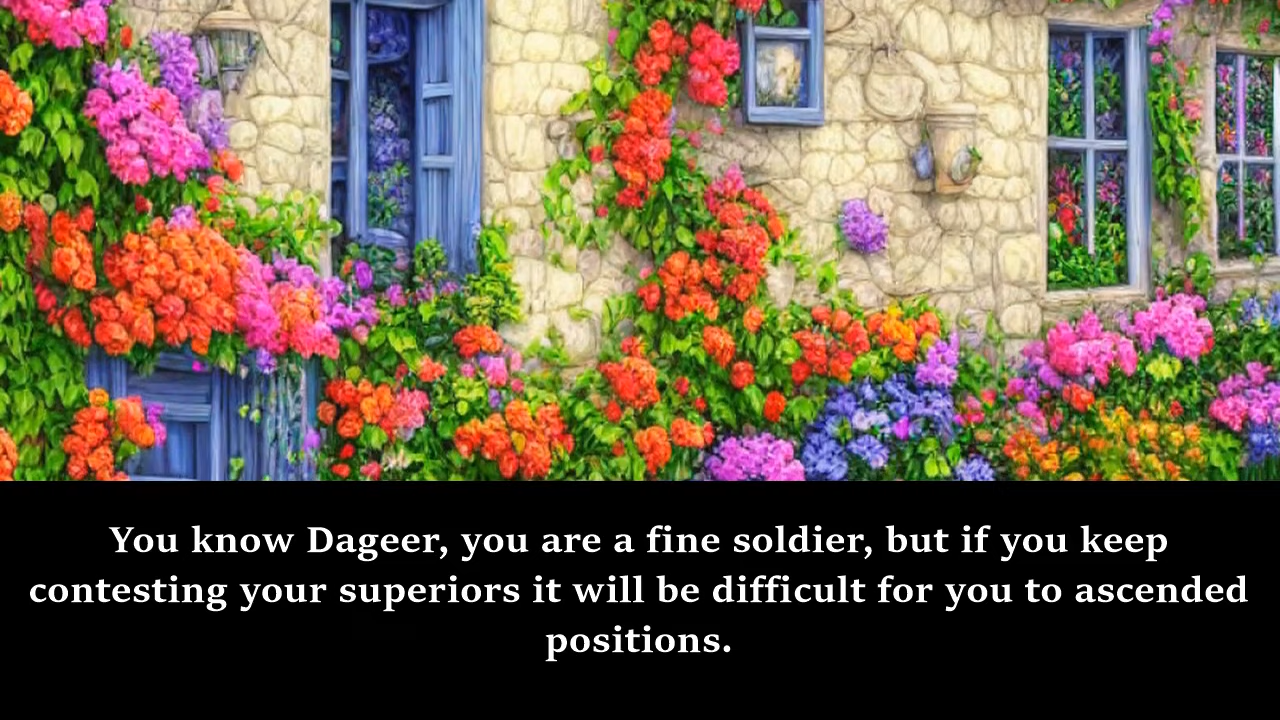 You know Dageer, you are a fine soldier, but if you keep
contesting your superiors it will be difficult for you to ascended
positions.